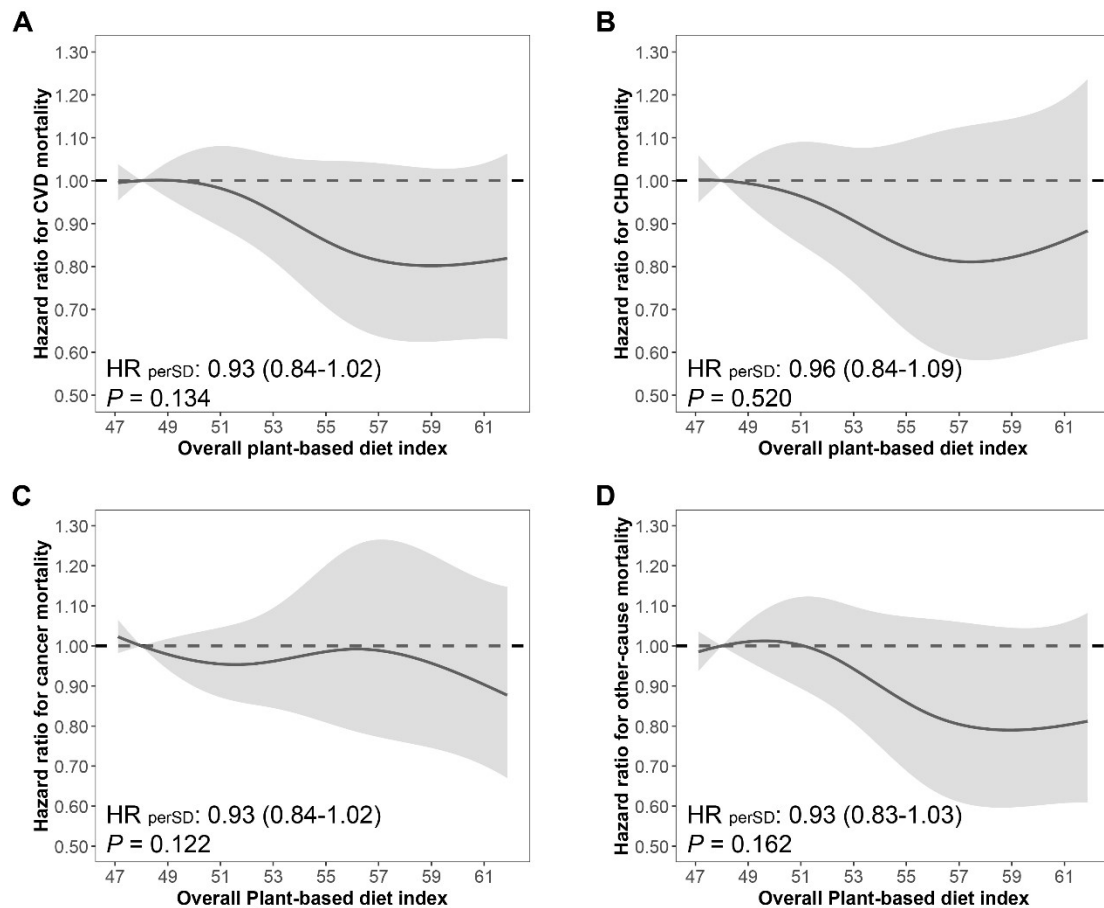 A
Hazard ratio for CVD mortality
1.30
1.20
1.10
1.00
0.90
0.80
0.70
0.60
0.50
HR perSD: 0.93 (0.84-1.02)
P = 0.134
47 49 51 53 55 57 59 61
Overall plant-based diet index
B
Hazard ratio for CHD mortality
1.30
1.20
1.10
1.00
0.90
0.80
0.70
0.60
0.50
HR perSD: 0.96 (0.84-1.09)
P = 0.520
47 49 51 53 55 57 59 61
Overall plant-based diet index
C
Hazard ratio for cancer mortality
1.30
1.20
1.10
1.00
0.90
0.80
0.70
0.60
0.50
HR perSD: 0.93 (0.84-1.02)
P = 0.122
47 49 51 53 55 57 59 61
Overall Plant-based diet index
D
Hazard ratio for other-cause mortality
1.30
1.20
1.10
1.00
0.90
0.80
0.70
0.60
0.50
HR perSD: 0.93 (0.83-1.03)
P = 0.162
47 49 51 53 55 57 59 61
Overall Plant-based diet index